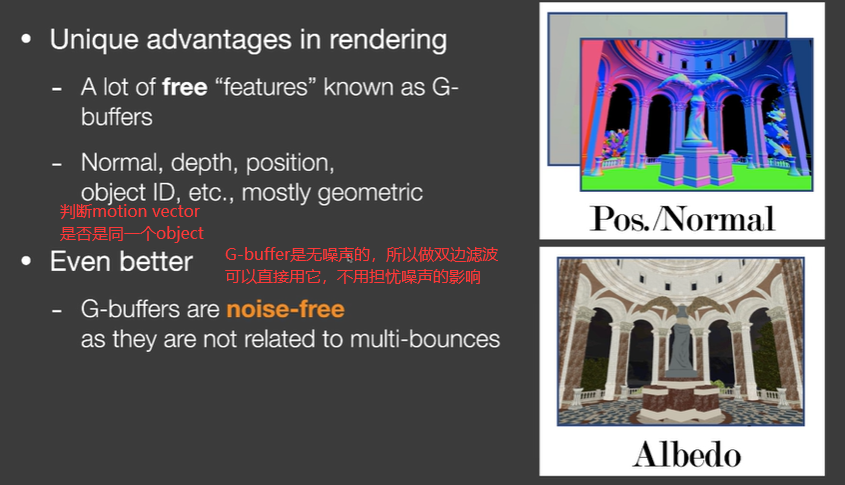 • Unique advantages in rendering
- A lot of free “features” known as G-
buffers
- Normal, depth, position,
object ID, etc., mostly geometric
判断motion vector
是否是同一个object
• Even better
G-buffer是无噪声的，所以做双边滤波
可以直接用它，不用担忧噪声的影响
- G-buffers are noise-free
as they are not related to multi-bounces
Pos./Normal
Albedo